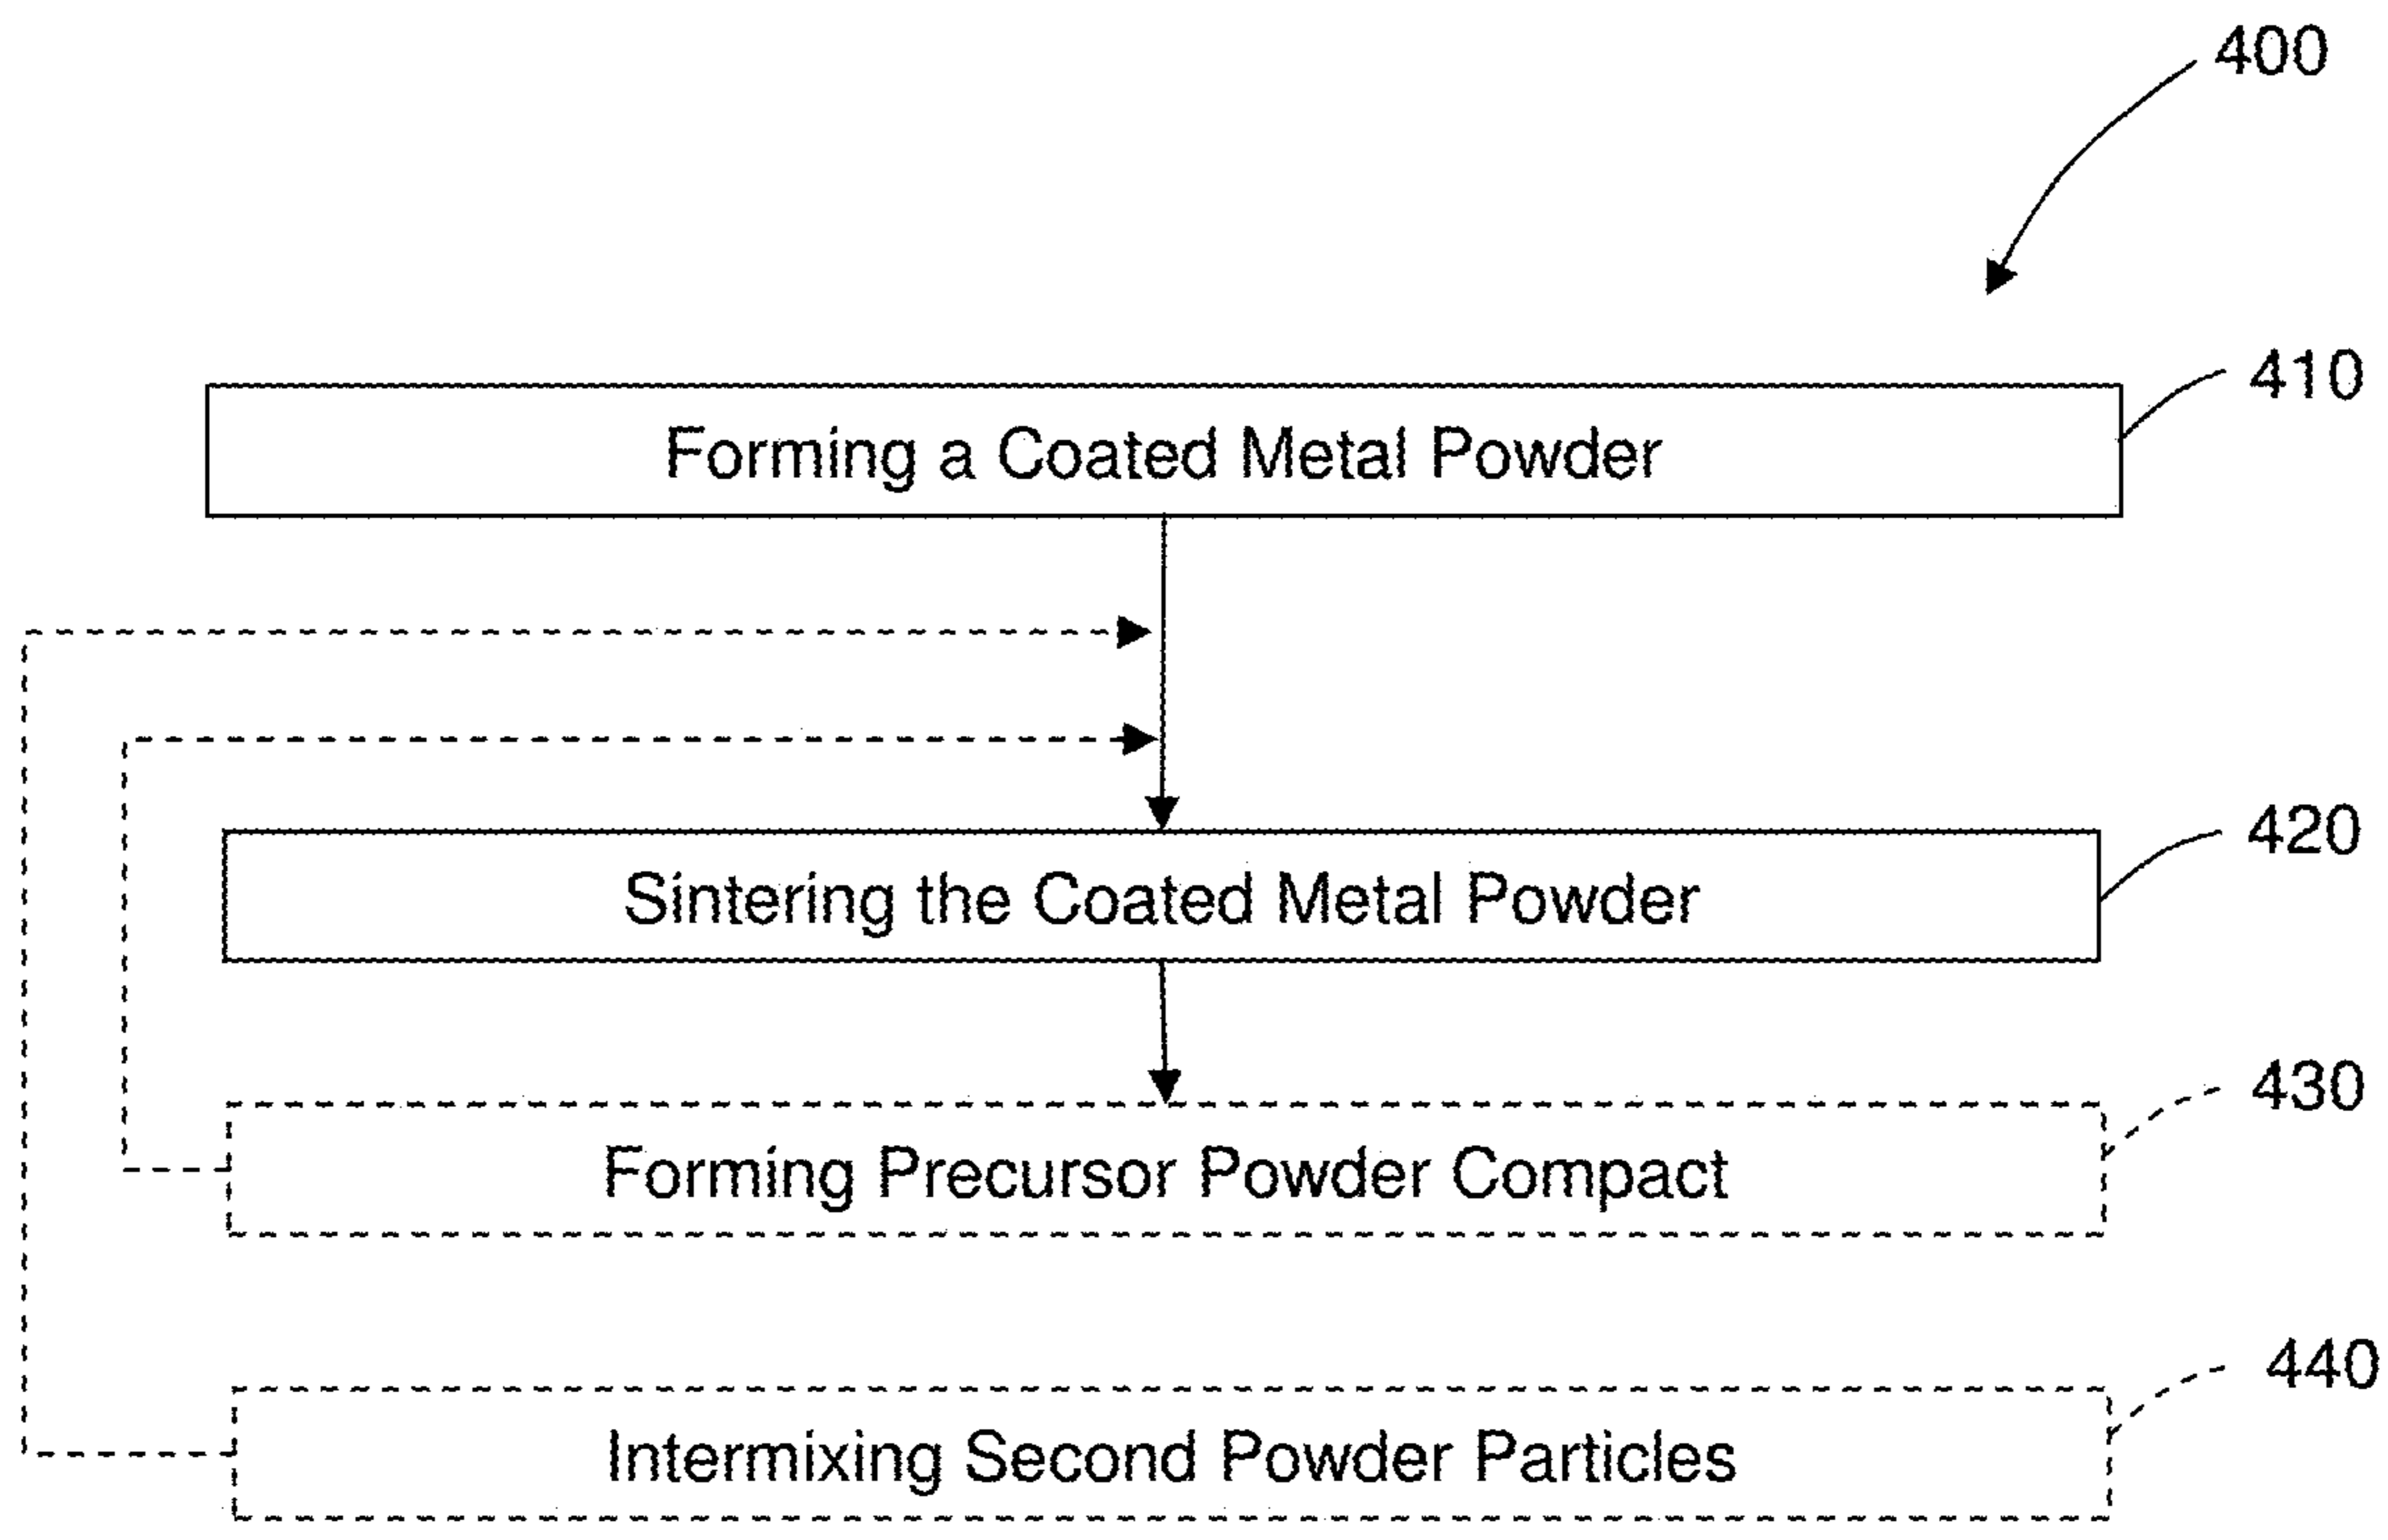 400
410
Forming a Coated Metal Powder
420
Sintering the Coated Metal Powder
430
Forming Precursor Powder Compact
440
Intermixing Second Powder Particles